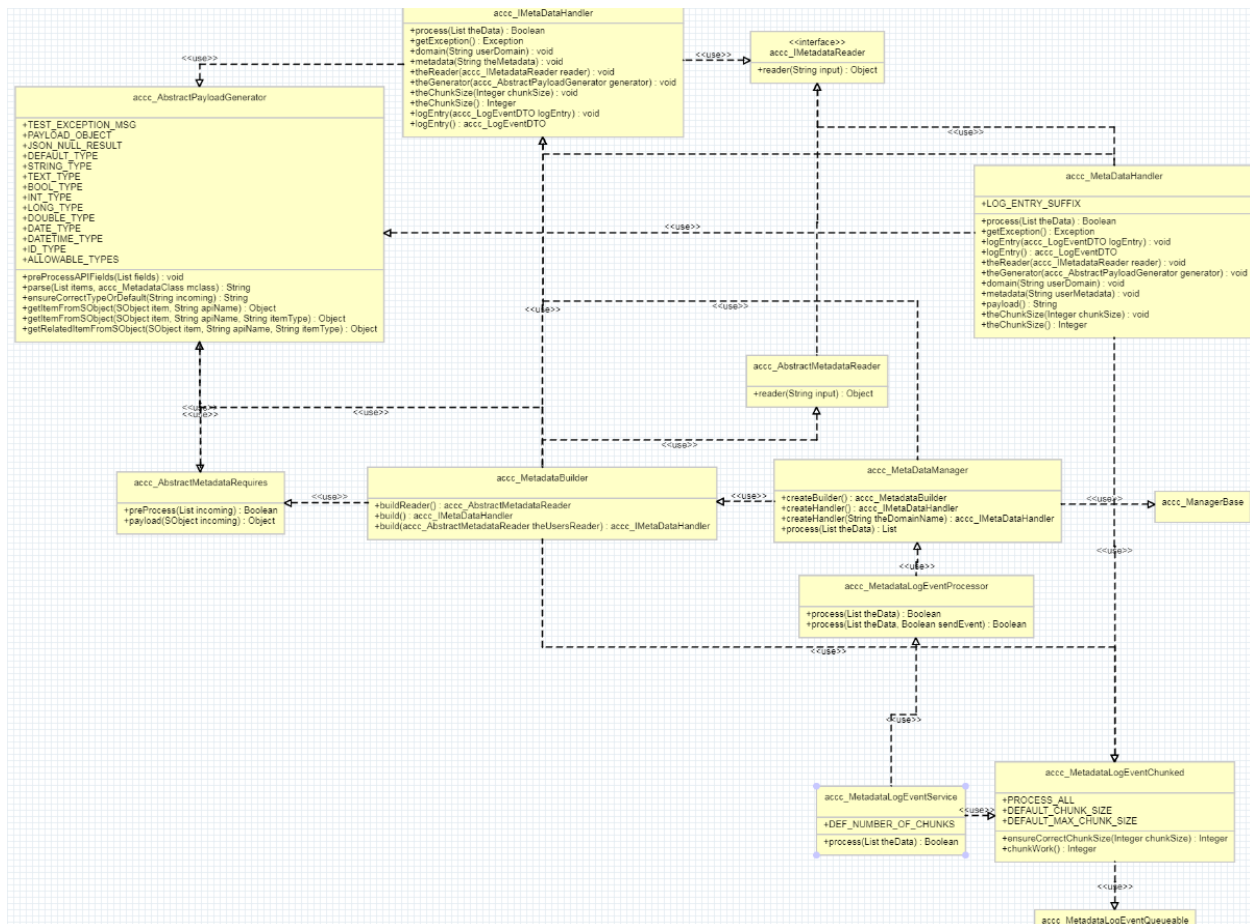 accc_IMetaDataHandler
+process(List theData) : Boolean
+getException() : Exception
+domain(String userDomain) : void
+metadata(String theMetadata) : void
+theReader(accc_IMetadataReader reader) : void
+theGenerator(accc_AbstractPayloadGenerator generator) : void
+theChunkSize(Integer chunkSize) : void
+theChunkSize() : Integer
+logEntry(accc_LogEventDTO logEntry) : void
+logEntry() : accc_LogEventDTO
<<use>>
<<use>>
<<interface>>
accc_IMetadataReader
+reader(String input) : Object
accc_AbstractPayloadGenerator
+TEST_EXCEPTION_MSG
+PAYLOAD_OBJECT
+JSON_NULL_RESULT
+DEFAULT_TYPE
+STRING_TYPE
+TEXT_TYPE
+BOOL_TYPE
+INT_TYPE
+LONG_TYPE
+DOUBLE_TYPE
+DATE_TYPE
+DATETIME_TYPE
+ID_TYPE
+ALLOWABLE_TYPES
+preProcessAPIFields(List fields) : void
+parse(List items, accc_MetadataClass mclass) : String
+ensureCorrectTypeOrDefault(String incoming) : String
+getItemFromSObject(SObject item, String apiName) : Object
+getItemFromSObject(SObject item, String apiName, String itemType) : Object
+getRelatedItemFromSObject(SObject item, String apiName, String itemType) : Object
<<use>>
<<use>>
accc_MetaDataHandler
+LOG_ENTRY_SUFFIX
+process(List theData) : Boolean
+getException() : Exception
+logEntry(accc_LogEventDTO logEntry) : void
+logEntry() : accc_LogEventDTO
+theReader(accc_IMetadataReader reader) : void
+theGenerator(accc_AbstractPayloadGenerator generator) : void
+domain(String userDomain) : void
+metadata(String userMetadata) : void
+payload() : String
+theChunkSize(Integer chunkSize) : void
+theChunkSize() : Integer
<<use>>
<<use>>
<<use>>
accc_AbstractMetadataReader
+reader(String input) : Object
<<use>>
<<use>>
<<use>>
<<use>>
accc_AbstractMetadataRequires
+preProcess(List incoming) : Boolean
+payload(SObject incoming) : Object
<<use>>
accc_MetadataBuilder
+buildReader() : accc_AbstractMetadataReader
+build() : accc_IMetaDataHandler
+build(accc_AbstractMetadataReader theUsersReader) : accc_IMetaDataHandler
<<use>>
accc_MetaDataManager
+createBuilder() : accc_MetadataBuilder
+createHandler() : accc_IMetaDataHandler
+createHandler(String theDomainName) : accc_IMetaDataHandler
+process(List theData) : List
<<use>>
accc_ManagerBase
<<use>>
<<use>>
accc_MetadataLogEventProcessor
+process(List theData) : Boolean
+process(List theData, Boolean sendEvent) : Boolean
<<use>>
<<use>>
accc_MetadataLogEventService
+DEF_NUMBER_OF_CHUNKS
+process(List theData) : Boolean
<<use>>
accc_MetadataLogEventChunked
+PROCESS_ALL
+DEFAULT_CHUNK_SIZE
+DEFAULT_MAX_CHUNK_SIZE
+ensureCorrectChunkSize(Integer chunkSize) : Integer
+chunkWork() : Integer
<<use>>
accc_MetadataLogEventQueueable